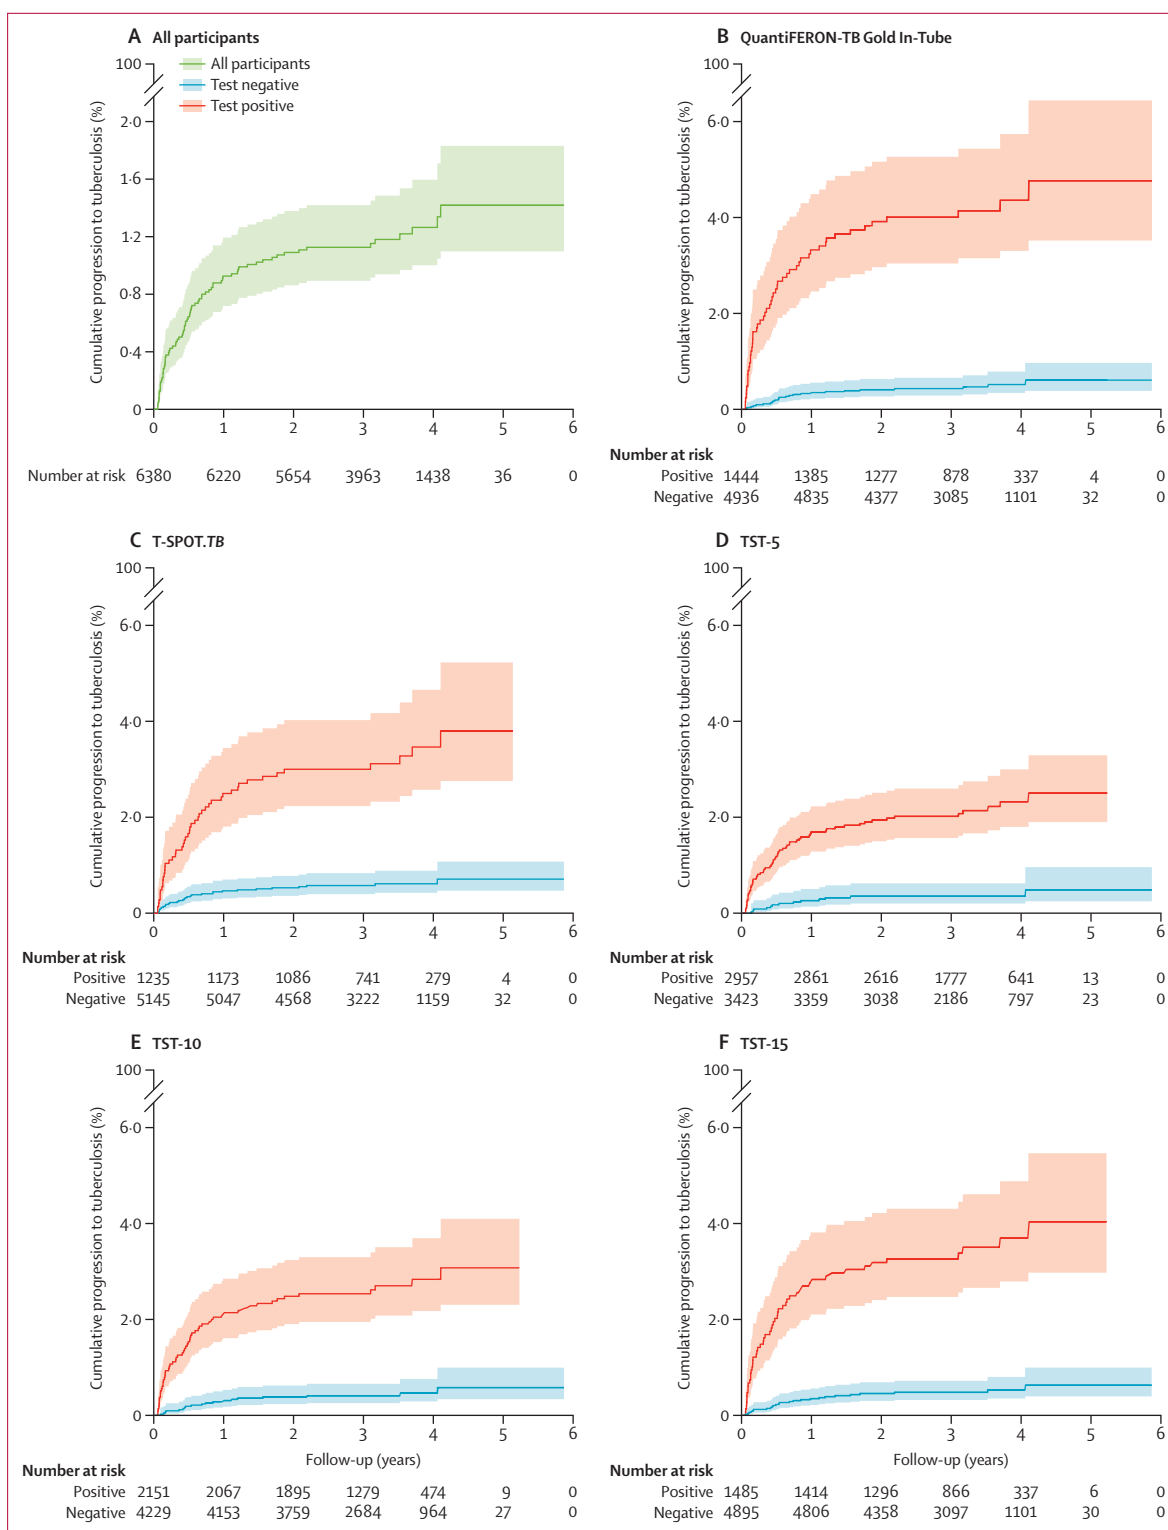 A All participants
All participants
Test negative
Test positive
Cumulative progression to tuberculosis (%)
100
2·0
1·6
1·2
0·8
0·4
0
0 1 2 3 4 5 6
Number at risk 6380 6220 5654 3963 1438 36 0
B QuantiFERON-TB Gold In-Tube
Cumulative progression to tuberculosis (%)
100
6·0
4·0
2·0
0
0 1 2 3 4 5 6
Number at risk
Positive 1444 1385 1277 878 337 4 0
Negative 4936 4835 4377 3085 1101 32 0
C T-SPOT.TB
Cumulative progression to tuberculosis (%)
100
6·0
4·0
2·0
0
0 1 2 3 4 5 6
Number at risk
Positive 1235 1173 1086 741 279 4 0
Negative 5145 5047 4568 3222 1159 32 0
D TST-5
Cumulative progression to tuberculosis (%)
100
6·0
4·0
2·0
0
0 1 2 3 4 5 6
Number at risk
Positive 2957 2861 2616 1777 641 13 0
Negative 3423 3359 3038 2186 797 23 0
E TST-10
Cumulative progression to tuberculosis (%)
100
6·0
4·0
2·0
0
0 1 2 3 4 5 6
Follow-up (years)
Number at risk
Positive 2151 2067 1895 1279 474 9 0
Negative 4229 4153 3759 2684 964 27 0
F TST-15
Cumulative progression to tuberculosis (%)
100
6·0
4·0
2·0
0
0 1 2 3 4 5 6
Follow-up (years)
Number at risk
Positive 1485 1414 1296 866 337 6 0
Negative 4895 4806 4358 3097 1101 30 0